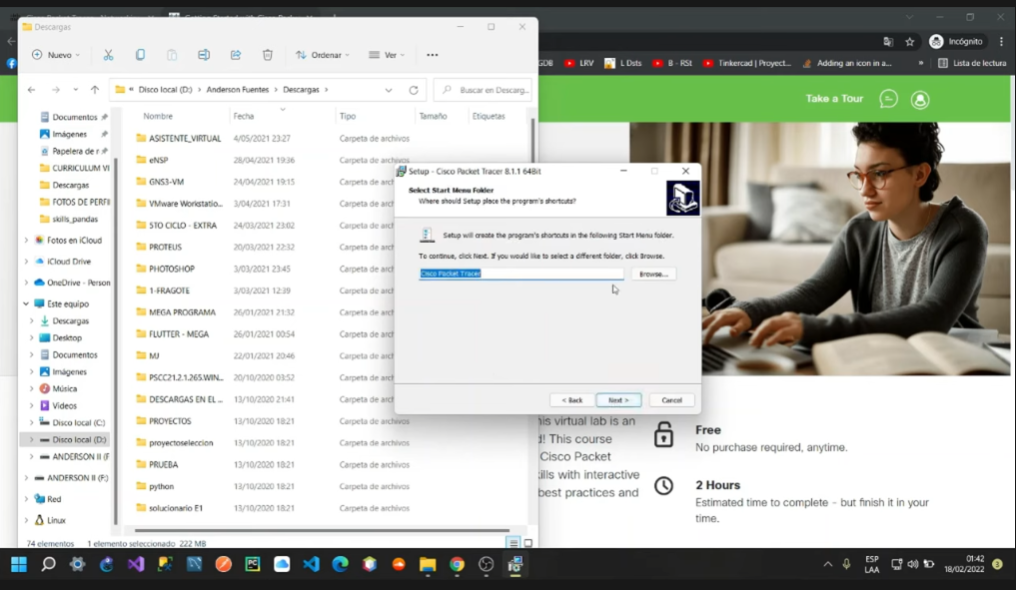 Descargas
Incógnito
Nuevo
Ordenar
Ver
GDB
LRV
L Dsts
B - RSt
Tinkercad | Proyect...
Adding an icon in a...
»
Lista de lectura
« Disco local (D:) > Anderson Fuentes > Descargas >
Buscar en Descarg...
Take a Tour
Nombre
Fecha
Tipo
Tamaño
Etiquetas
Documentos
Imágenes
Papelera de r
CURRICULUM VI
Descargas
FOTOS DE PERFI
skills_pandas
Fotos en iCloud
iCloud Drive
OneDrive - Person
Este equipo
Descargas
Desktop
Documentos
Imágenes
Música
Videos
Disco local (C:)
Disco local (D:)
ANDERSON II (F
ANDERSON II (F:)
Red
Linux
ASISTENTE_VIRTUAL 4/05/2021 23:27 Carpeta de archivos
eNSP 28/04/2021 19:36 Carpeta de archivos
GNS3-VM 24/04/2021 19:15 Carpeta de arc
VMware Workstatio... 3/04/2021 17:31 Carpeta de arc
5TO CICLO - EXTRA 24/03/2021 23:02 Carpeta de arc
PROTEUS 20/03/2021 22:32 Carpeta de arc
PHOTOSHOP 3/03/2021 23:45 Carpeta de arc
1-FRAGOTE 3/03/2021 12:39 Carpeta de arc
MEGA PROGRAMA 26/01/2021 21:32 Carpeta de arc
FLUTTER - MEGA 26/01/2021 00:54 Carpeta de arc
MJ 22/01/2021 20:46 Carpeta de arc
PSCC21.2.1.265.WIN... 20/10/2020 03:52 Carpeta de arc
DESCARGAS EN EL ... 13/10/2020 21:41 Carpeta de arc
PROYECTOS 13/10/2020 18:21 Carpeta de archivos
proyectoseleccion 13/10/2020 18:21 Carpeta de archivos
PRUEBA 13/10/2020 18:21 Carpeta de archivos
python 13/10/2020 18:21 Carpeta de archivos
solucionario E1 13/10/2020 18:21 Carpeta de archivos
74 elementos 1 elemento seleccionado 222 MB
Setup - Cisco Packet Tracer 8.1.1 64Bit
Select Start Menu Folder
Where should Setup place the program's shortcuts?
Setup will create the program's shortcuts in the following Start Menu folder.
To continue, click Next. If you would like to select a different folder, click Browse.
Cisco Packet Tracer
Browse...
< Back
Next >
Cancel
his virtual lab is an
d! This course
Cisco Packet
ills with interactive
best practices and
Free
No purchase required, anytime.
2 Hours
Estimated time to complete – but finish it in your
time.
ESP
LAA
01:42
18/02/2022
3